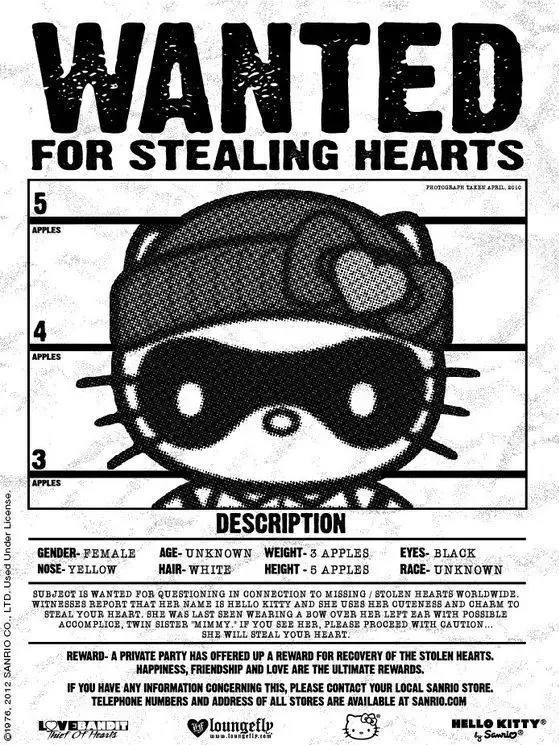 WANTED
FOR STEALING HEARTS
PHOTOGRAPH TAKEN APRIL, 2010
5
APPLES
4
APPLES
3
APPLES
DESCRIPTION
GENDER- FEMALE AGE- UNKNOWN WEIGHT- 3 APPLES EYES- BLACK
NOSE- YELLOW HAIR- WHITE HEIGHT - 5 APPLES RACE- UNKNOWN
SUBJECT IS WANTED FOR QUESTIONING IN CONNECTION TO MISSING / STOLEN HEARTS WORLDWIDE.
WITNESSES REPORT THAT HER NAME IS HELLO KITTY AND SHE USES HER CUTENESS AND CHARM TO
STEAL YOUR HEART. SHE WAS LAST SEEN WEARING A BOW OVER HER LEFT EAR WITH POSSIBLE
ACCOMPLICE, TWIN SISTER "MIMMY." IF YOU SEE HER, PLEASE PROCEED WITH CAUTION...
SHE WILL STEAL YOUR HEART.
REWARD- A PRIVATE PARTY HAS OFFERED UP A REWARD FOR RECOVERY OF THE STOLEN HEARTS.
HAPPINESS, FRIENDSHIP AND LOVE ARE THE ULTIMATE REWARDS.
IF YOU HAVE ANY INFORMATION CONCERNING THIS, PLEASE CONTACT YOUR LOCAL SANRIO STORE.
TELEPHONE NUMBERS AND ADDRESS OF ALL STORES ARE AVAILABLE AT SANRIO.COM
©1976, 2012 SANRIO CO., LTD. Used Under License.
LOVEBANDIT
Thief Of Hearts
loungefly
www.loungefly.com
HELLO KITTY®
by Sanrio®